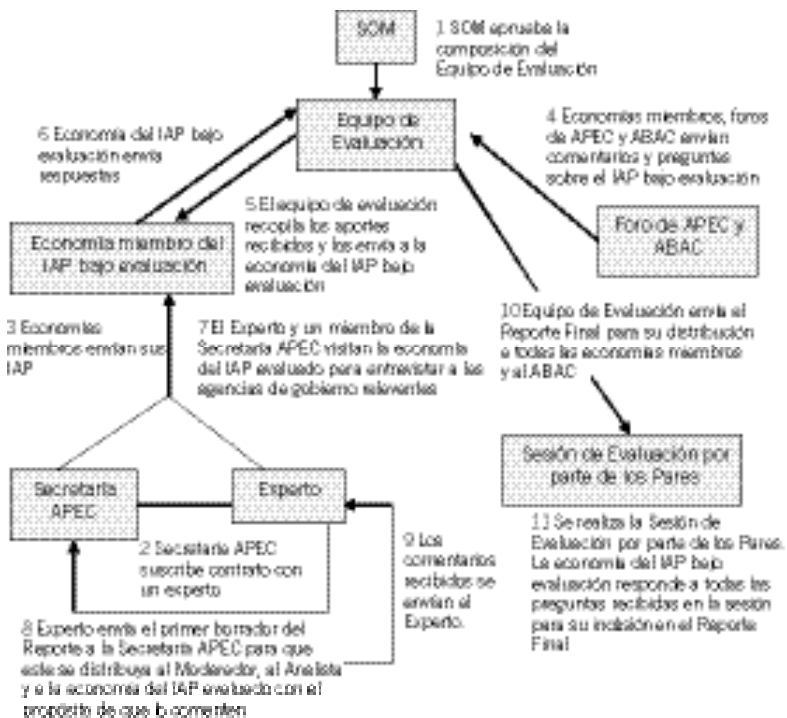 SOM
1 SOM aprueba la
composición del
Equipo de Evaluación
Equipo de
Evaluación
6 Economía del IAP bajo
evaluación envía
respuestas
4 Economías miembros, foros
de APEC y ABAC envían
comentarios y preguntas
sobre el IAP bajo evaluación
5 El equipo de evaluación
recopila los aportes
recibidos y los envía a la
economía del IAP bajo
evaluación
Economía miembro del
IAP bajo evaluación
Foro de APEC y
ABAC
3 Economías
miembros envían sus
IAP
7 El Experto y un miembro de la
Secretaría APEC visitan la economía
del IAP evaluado para entrevistar a las
agencias de gobierno relevantes
10 Equipo de Evaluación envía el
Reporte Final para su distribución
a todas las economías miembros
y al ABAC
Sesión de Evaluación por
parte de los Pares
Secretaría
APEC
Experto
2 Secretaría APEC
suscribe contrato con
un experto
9 Los
comentarios
recibidos se
envían al
Experto.
11 Se realiza la Sesión de
Evaluación por parte de los Pares.
La economía del IAP bajo
evaluación responde a todas las
preguntas recibidas en la sesión
para su inclusión en el Reporte
Final
8 Experto envía el primer borrador del
Reporte a la Secretaría APEC para que
este se distribuya al Moderador, al Analista
y a la economía del IAP evaluado con el
propósito de que lo comenten